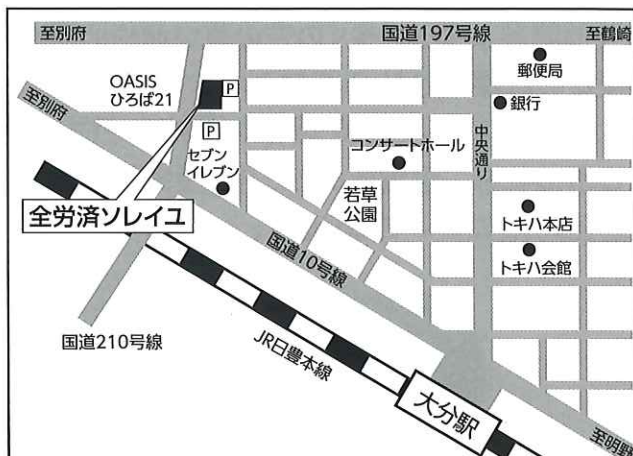 至別府
国道197号線
至鶴崎
OASIS
ひろば21
P
郵便局
至別府
銀行
P
中央通り
セブン
イレブン
コンサートホール
全労済ソレイユ
若草
公園
トキハ本店
国道10号線
トキハ会館
国道210号線
JR日豊本線
大分駅
至明野